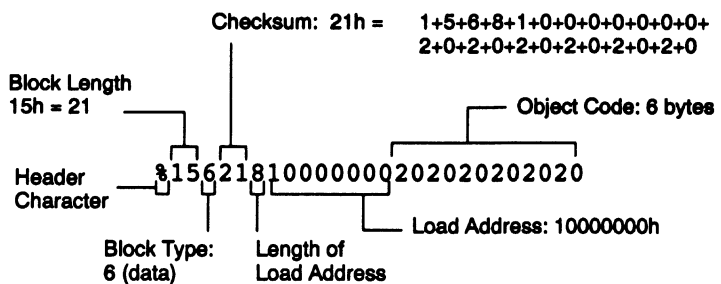 Checksum: 21h = 1+5+6+8+1+0+0+0+0+0+0+0+
2+0+2+0+2+0+2+0+2+0+2+0
Block Length
15h = 21
Object Code: 6 bytes
%1562181000000020202020202020
Header
Character
Load Address: 10000000h
Block Type:
6 (data)
Length of
Load Address